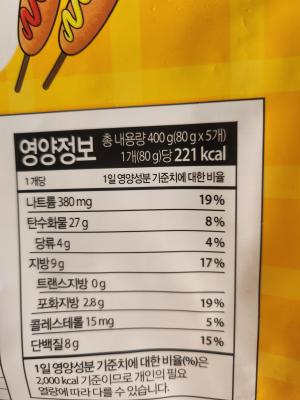 영양정보 총 내용량 400 g(80 g x 5개)
1개(80 g)당 221 kcal
1개당 1일 영양성분 기준치에 대한 비율
나트륨 380 mg 19 %
탄수화물 27 g 8 %
당류 4 g 4 %
지방 9 g 17 %
트랜스지방 0 g
포화지방 2.8 g 19 %
콜레스테롤 15 mg 5 %
단백질 8 g 15 %
1일 영양성분 기준치에 대한 비율(%)은
2,000 kcal 기준이므로 개인의 필요
열량에 따라 다를 수 있습니다.